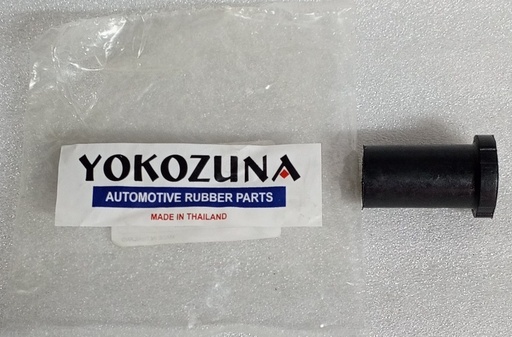 YOKOZUNA
AUTOMOTIVE RUBBER PARTS
MADE IN THAILAND